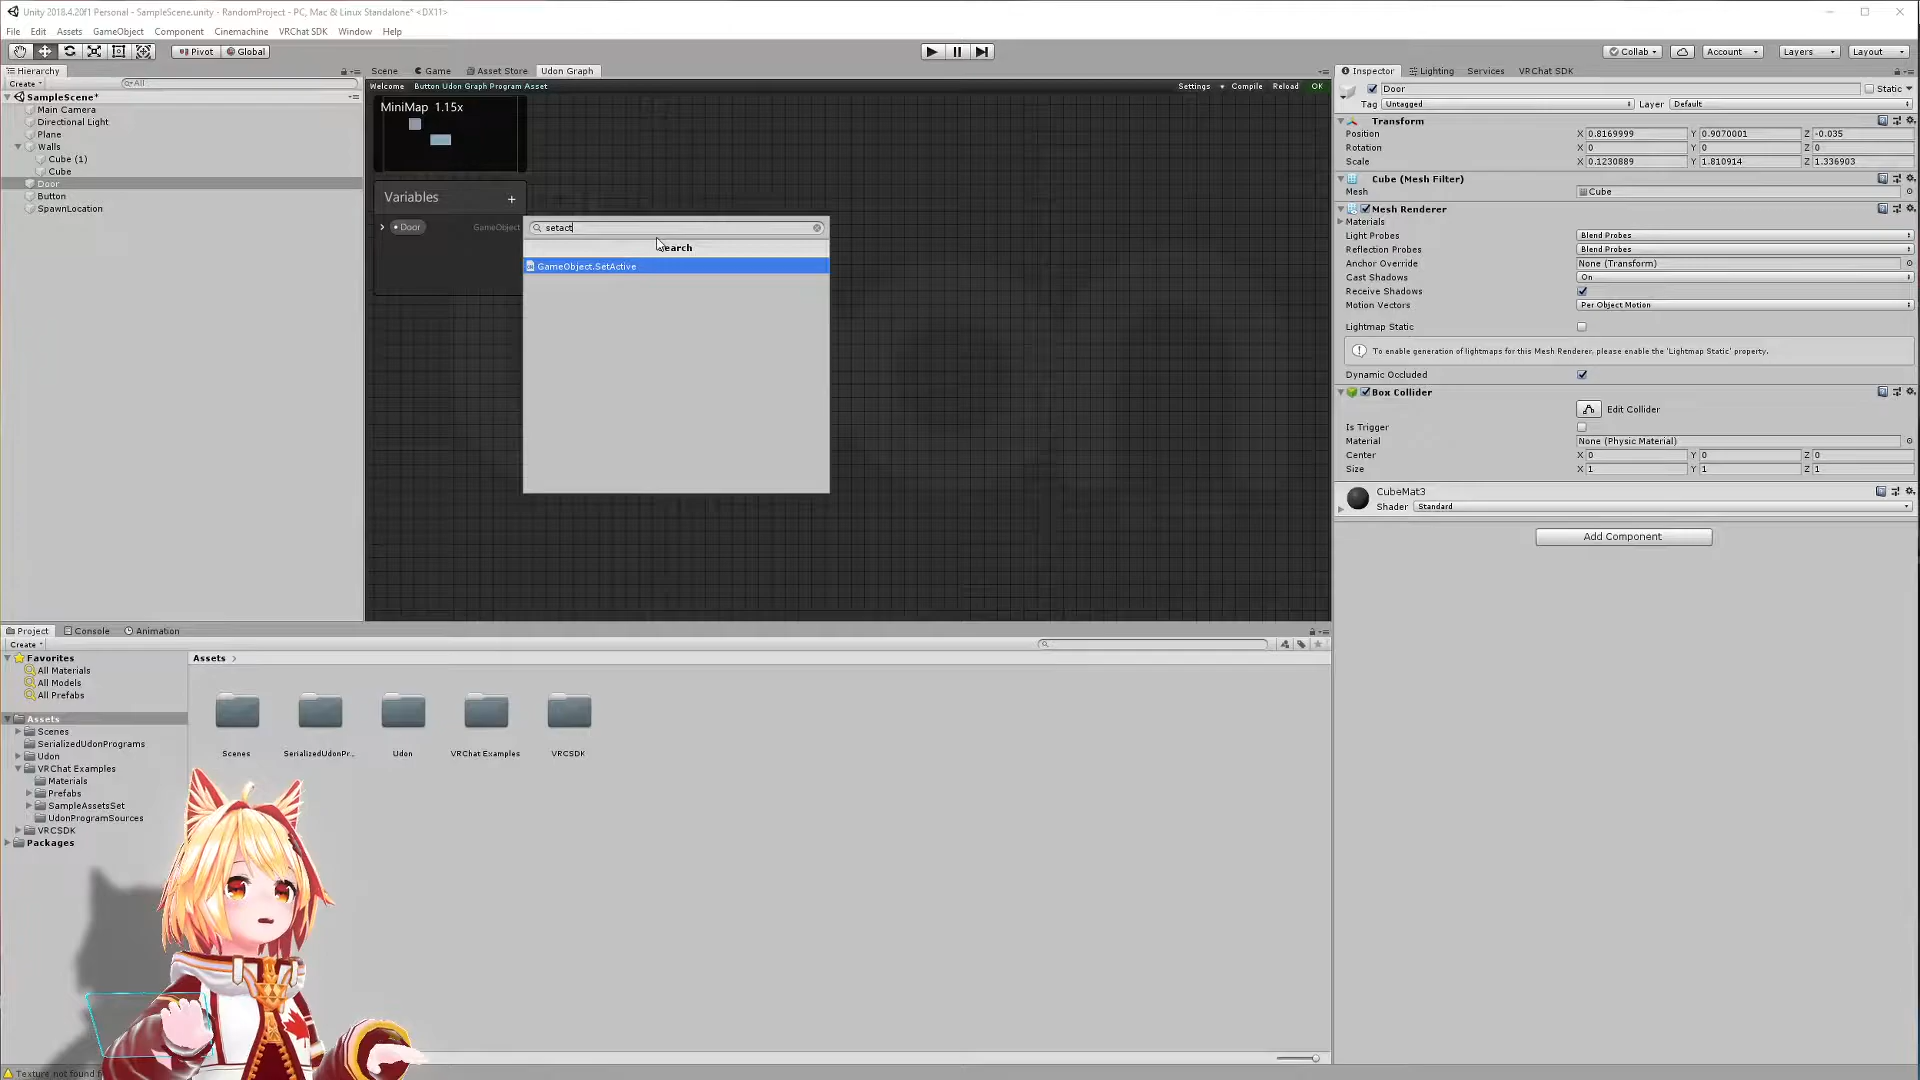 Unity 2018.4.20f1 Personal - SampleScene.unity - RandomProject - PC, Mac & Linux Standalone* <DX11>
File Edit Assets GameObject Component Cinemachine VRChat SDK Window Help
Pivot Global Collab Account Layers Layout
Hierarchy
Create All
SampleScene*
Main Camera
Directional Light
Plane
Walls
Cube (1)
Cube
Door
Button
SpawnLocation
Scene Game Asset Store Udon Graph
Welcome Button Udon Graph Program Asset Settings Compile Reload OK
MiniMap 1.15x
Variables +
Door GameObject
setact
earch
GameObject.SetActive
Inspector Lighting Services VRChat SDK
Door Static
Tag Untagged Layer Default
Transform
Position X 0.8169999 Y 0.9070001 Z -0.035
Rotation X 0 Y 0 Z 0
Scale X 0.1230889 Y 1.810914 Z 1.336903
Cube (Mesh Filter)
Mesh Cube
Mesh Renderer
Materials
Light Probes Blend Probes
Reflection Probes Blend Probes
Anchor Override None (Transform)
Cast Shadows On
Receive Shadows
Motion Vectors Per Object Motion
Lightmap Static
To enable generation of lightmaps for this Mesh Renderer, please enable the 'Lightmap Static' property.
Dynamic Occluded
Box Collider
Edit Collider
Is Trigger
Material None (Physic Material)
Center X 0 Y 0 Z 0
Size X 1 Y 1 Z 1
CubeMat3
Shader Standard
Add Component
Project Console Animation
Create
Favorites
All Materials
All Models
All Prefabs
Assets
Scenes
SerializedUdonPrograms
Udon
VRChat Examples
Materials
Prefabs
SampleAssetsSet
UdonProgramSources
VRCSDK
Packages
Assets
Scenes SerializedUdonPr... Udon VRChat Examples VRCSDK
Texture not found f